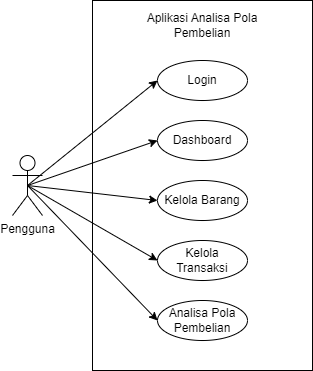 Aplikasi Analisa Pola
Pembelian
Login
Dashboard
Kelola Barang
Pengguna
Kelola
Transaksi
Analisa Pola
Pembelian